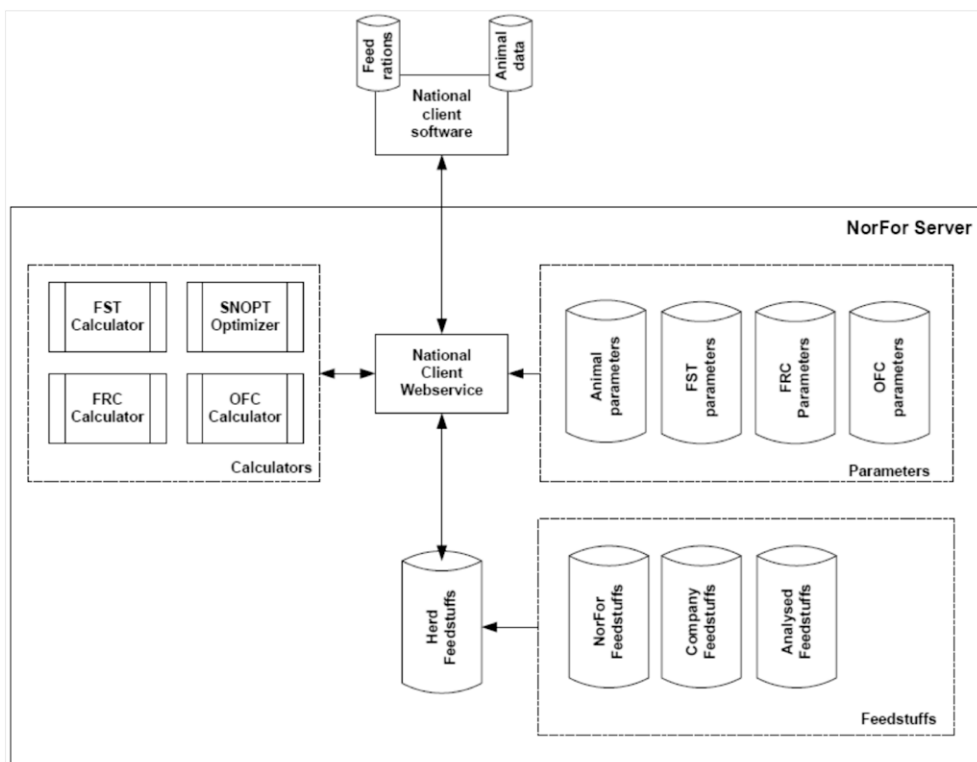 Feed
rations
Animal
data
National
client
software
NorFor Server
FST
Calculator
SNOPT
Optimizer
FRC
Calculator
OFC
Calculator
Calculators
National
Client
Webservice
Animal
parameters
FST
parameters
FRC
Parameters
OFC
parameters
Parameters
Herd
Feedstuffs
NorFor
Feedstuffs
Company
Feedstuffs
Analysed
Feedstuffs
Feedstuffs